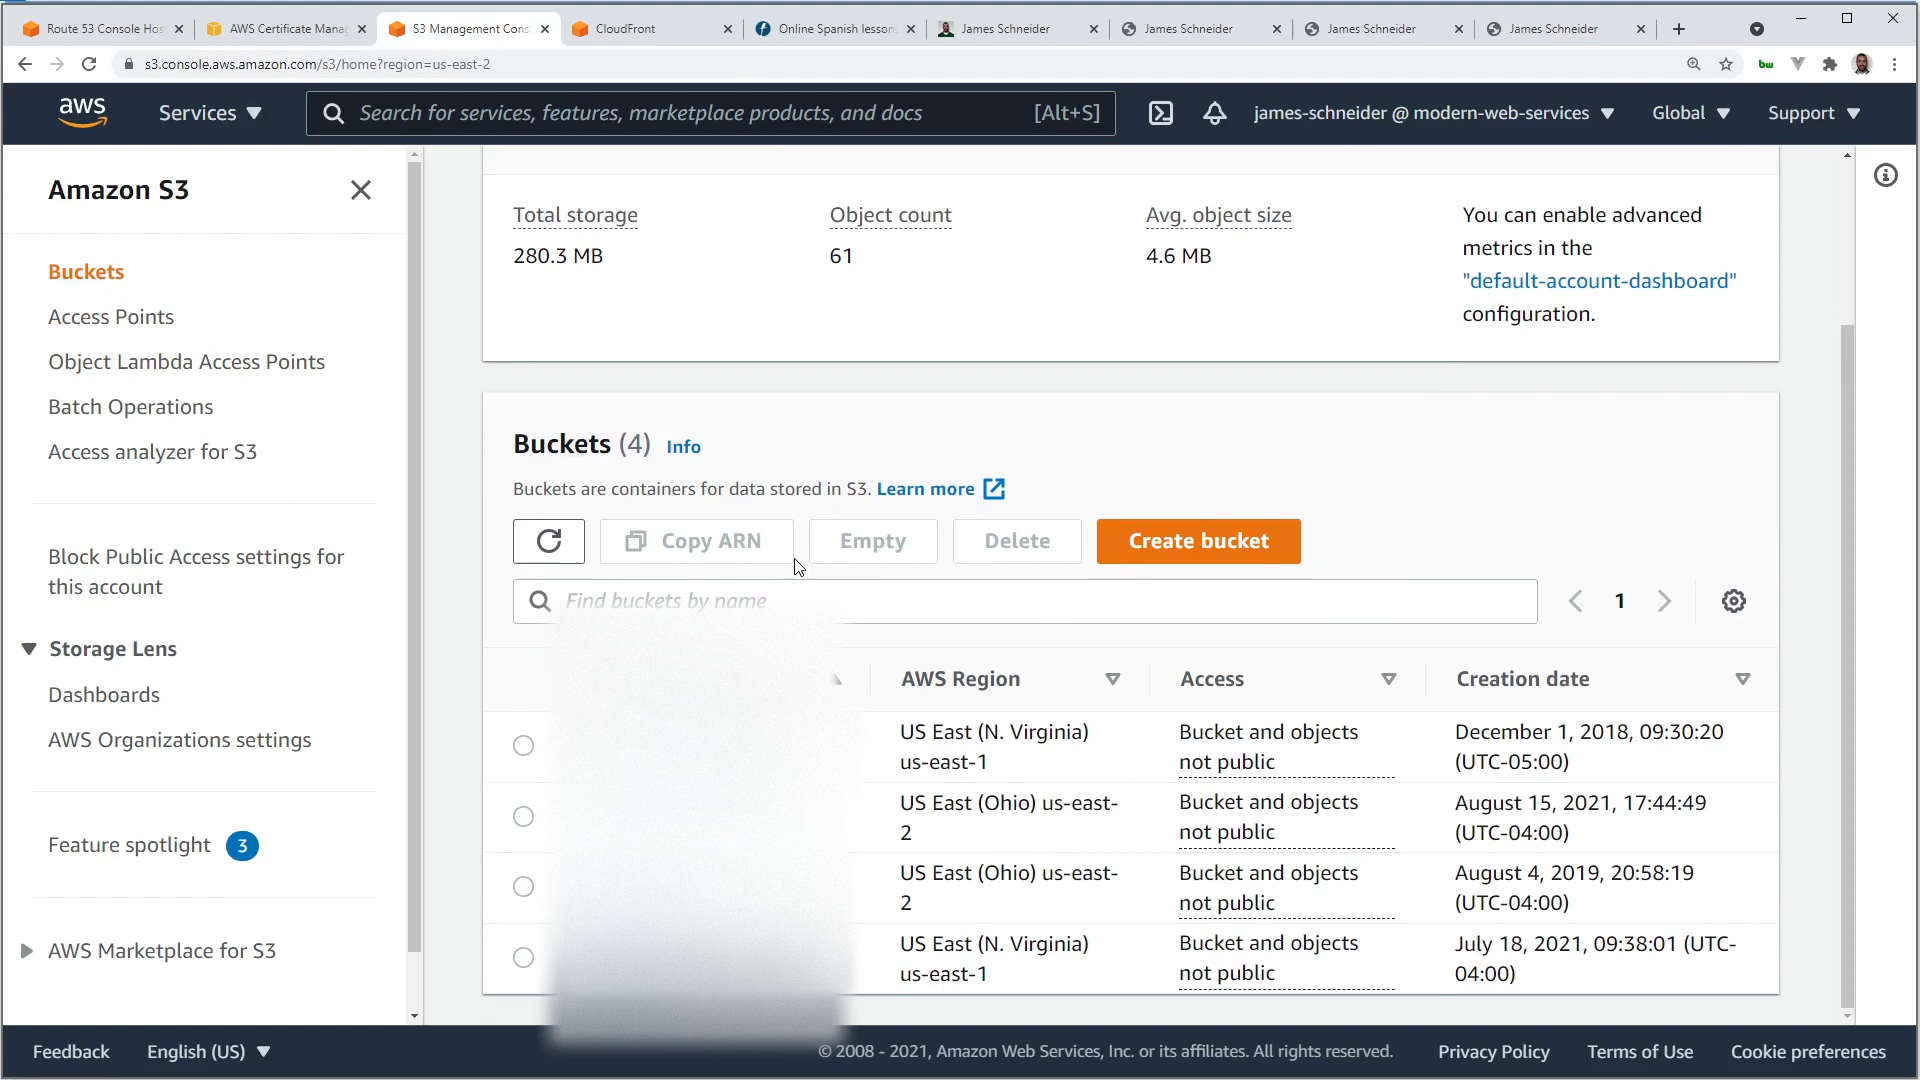 Route 53 Console Hos
AWS Certificate Manag
S3 Management Cons
CloudFront
Online Spanish lesson
James Schneider
James Schneider
James Schneider
James Schneider
s3.console.aws.amazon.com/s3/home?region=us-east-2
bw
aws
Services
Search for services, features, marketplace products, and docs
[Alt+S]
james-schneider @ modern-web-services
Global
Support
Amazon S3
Buckets
Access Points
Object Lambda Access Points
Batch Operations
Access analyzer for S3
Block Public Access settings for
this account
Storage Lens
Dashboards
AWS Organizations settings
Feature spotlight 3
AWS Marketplace for S3
Total storage
280.3 MB
Object count
61
Avg. object size
4.6 MB
You can enable advanced
metrics in the
"default-account-dashboard"
configuration.
Buckets (4) Info
Buckets are containers for data stored in S3. Learn more
Copy ARN
Empty
Delete
Create bucket
Find buckets by name
1
AWS Region
Access
Creation date
US East (N. Virginia)
us-east-1
Bucket and objects
not public
December 1, 2018, 09:30:20
(UTC-05:00)
US East (Ohio) us-east-
2
Bucket and objects
not public
August 15, 2021, 17:44:49
(UTC-04:00)
US East (Ohio) us-east-
2
Bucket and objects
not public
August 4, 2019, 20:58:19
(UTC-04:00)
US East (N. Virginia)
us-east-1
Bucket and objects
not public
July 18, 2021, 09:38:01 (UTC-
04:00)
Feedback
English (US)
© 2008 - 2021, Amazon Web Services, Inc. or its affiliates. All rights reserved.
Privacy Policy
Terms of Use
Cookie preferences